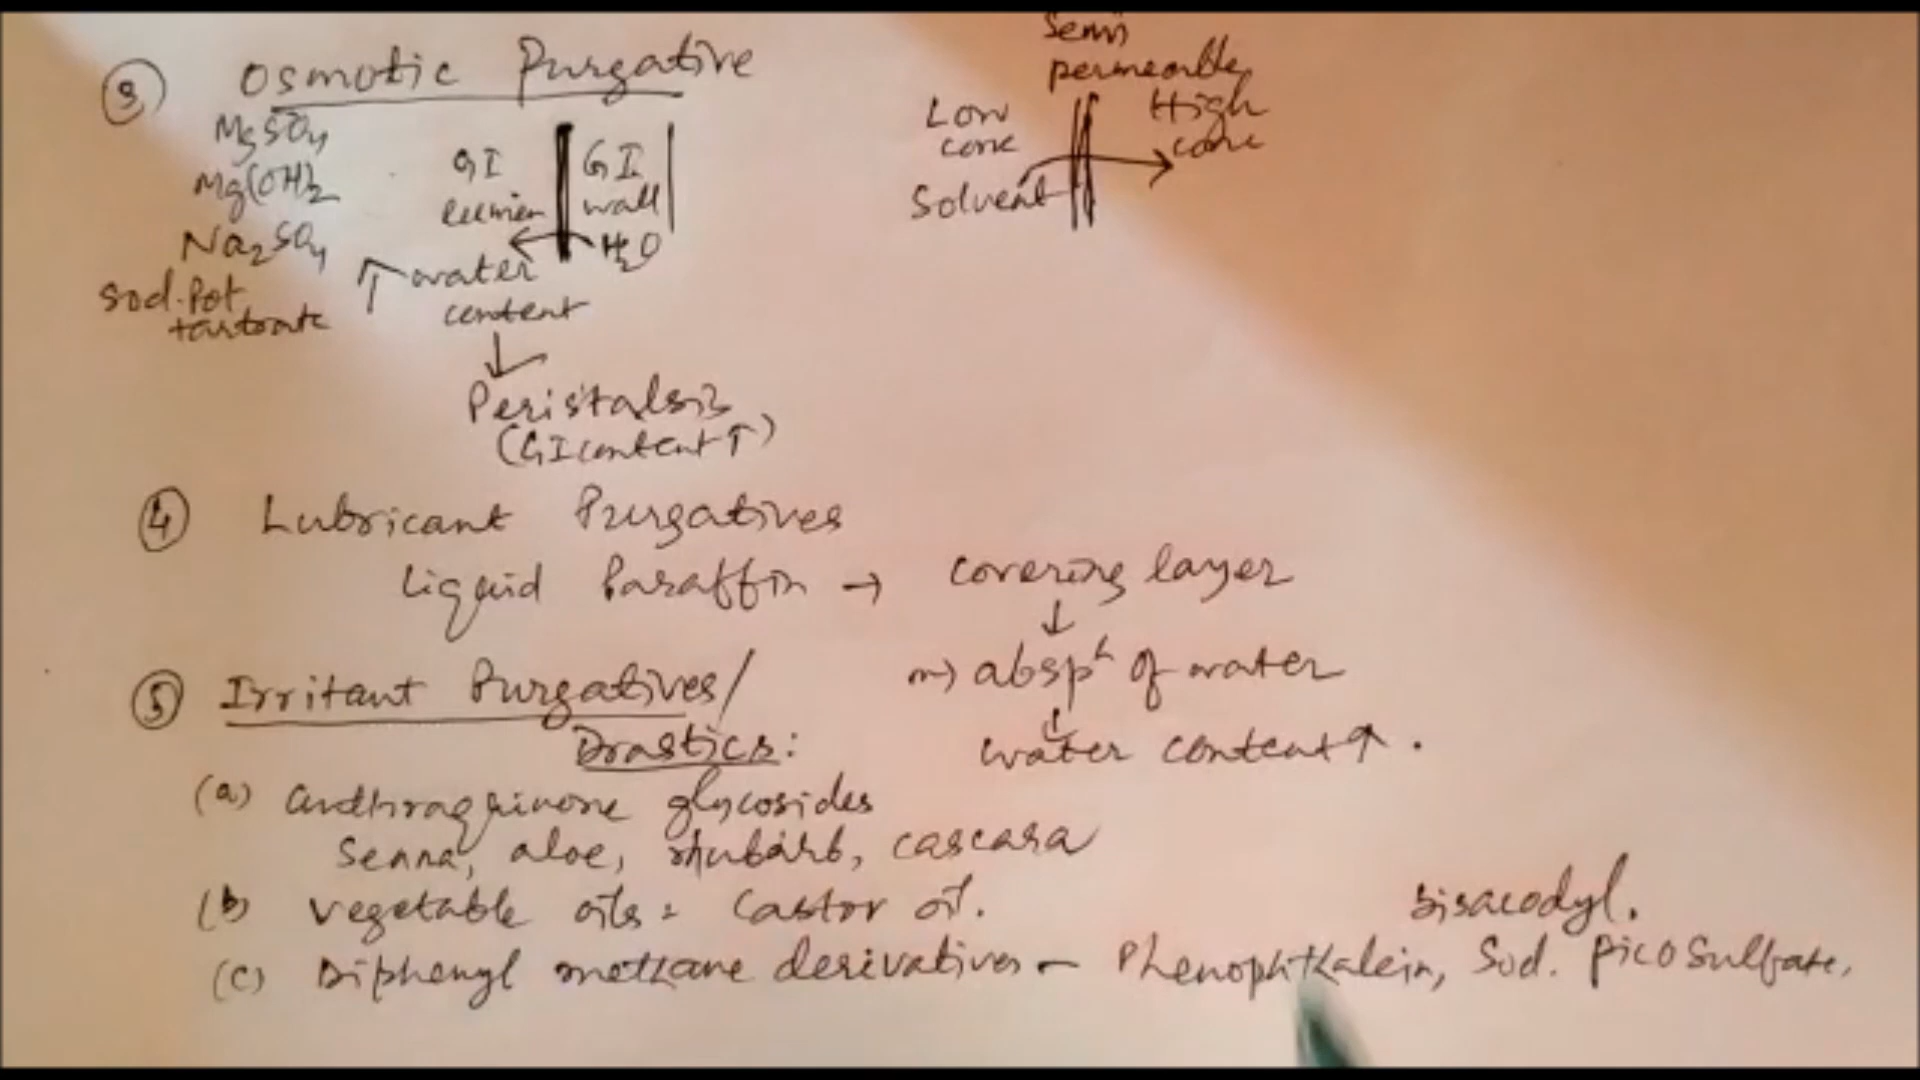 ③ Osmotic Purgative
MgSO4
Mg(OH)2
Na2SO4
Sod. Pot
tartrate
GI
lumen
GI
wall
H2O
↑ water
content
↓
Peristalsis
(GI content ↑)
Semi
permeable
Low
conc
High
conc
Solvent
④ Lubricant Purgatives
Liquid Paraffin → covering layer
↓
abspⁿ of water
↓
water content ↑.
⑤ Irritant Purgatives/
Drastics:
(a) Anthraquinone glycosides
Senna, aloe, rhubarb, cascara
(b) vegetable oils = Castor oil.
Bisacodyl.
(c) Diphenyl methane derivatives – Phenophthalein, Sod. pico Sulfate,